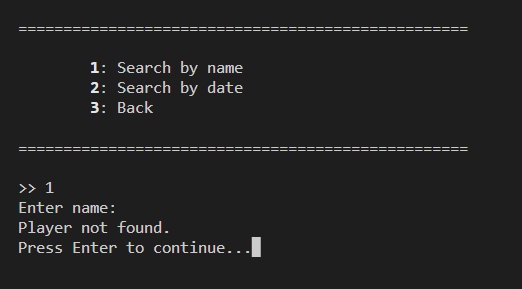 ==================================================
1: Search by name
2: Search by date
3: Back
==================================================
>> 1
Enter name:
Player not found.
Press Enter to continue...